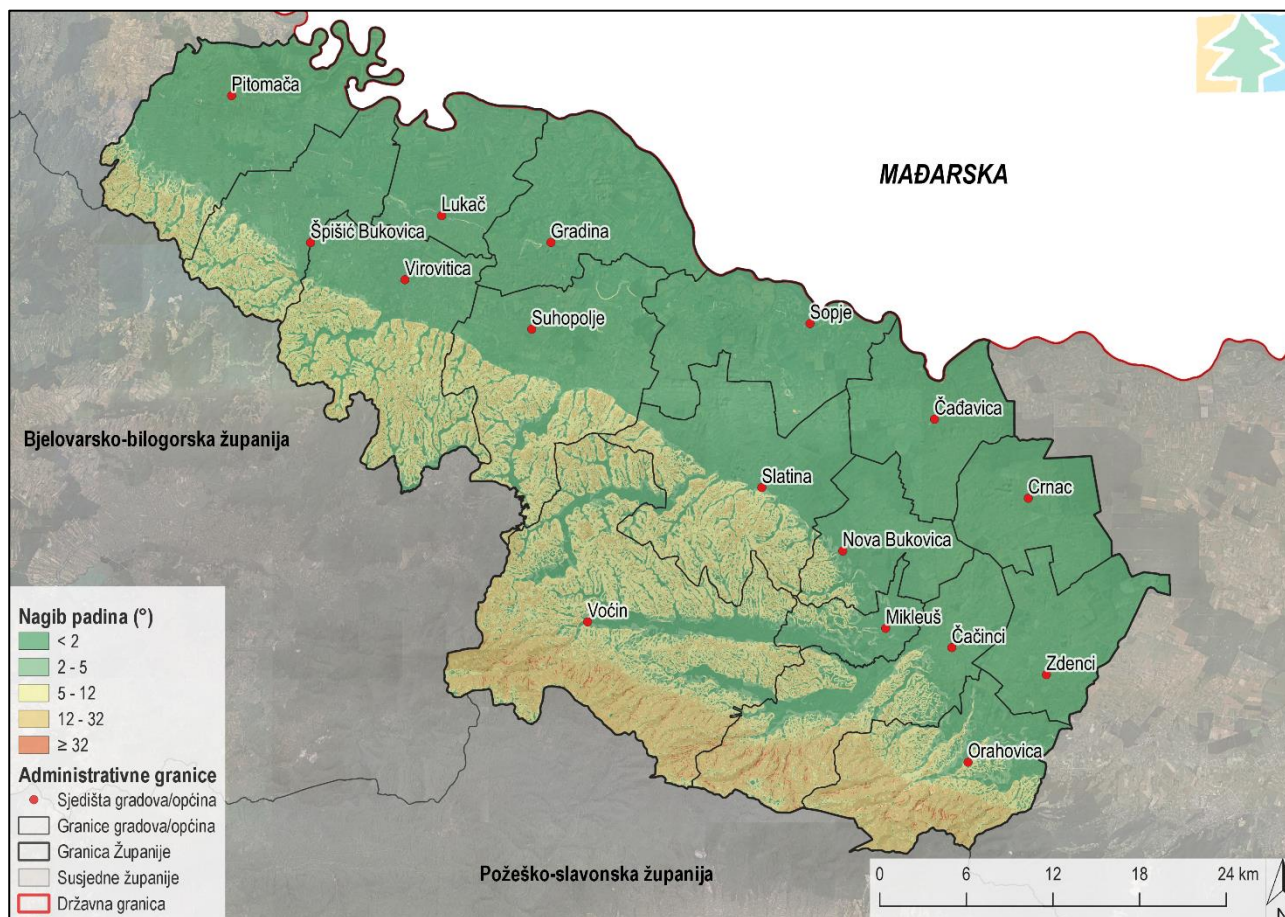 Pitomača
MAĐARSKA
Lukač
Špišić Bukovica
Gradina
Virovitica
Suhopolje
Sopje
Čađavica
Bjelovarsko-bilogorska županija
Slatina
Crnac
Nova Bukovica
Voćin
Mikleuš
Čačinci
Zdenci
Orahovica
Požeško-slavonska županija
Nagib padina (°)
< 2
2 - 5
5 - 12
12 - 32
≥ 32
Administrativne granice
Sjedišta gradova/općina
Granice gradova/općina
Granica Županije
Susjedne županije
Državna granica
0 6 12 18 24 km
N